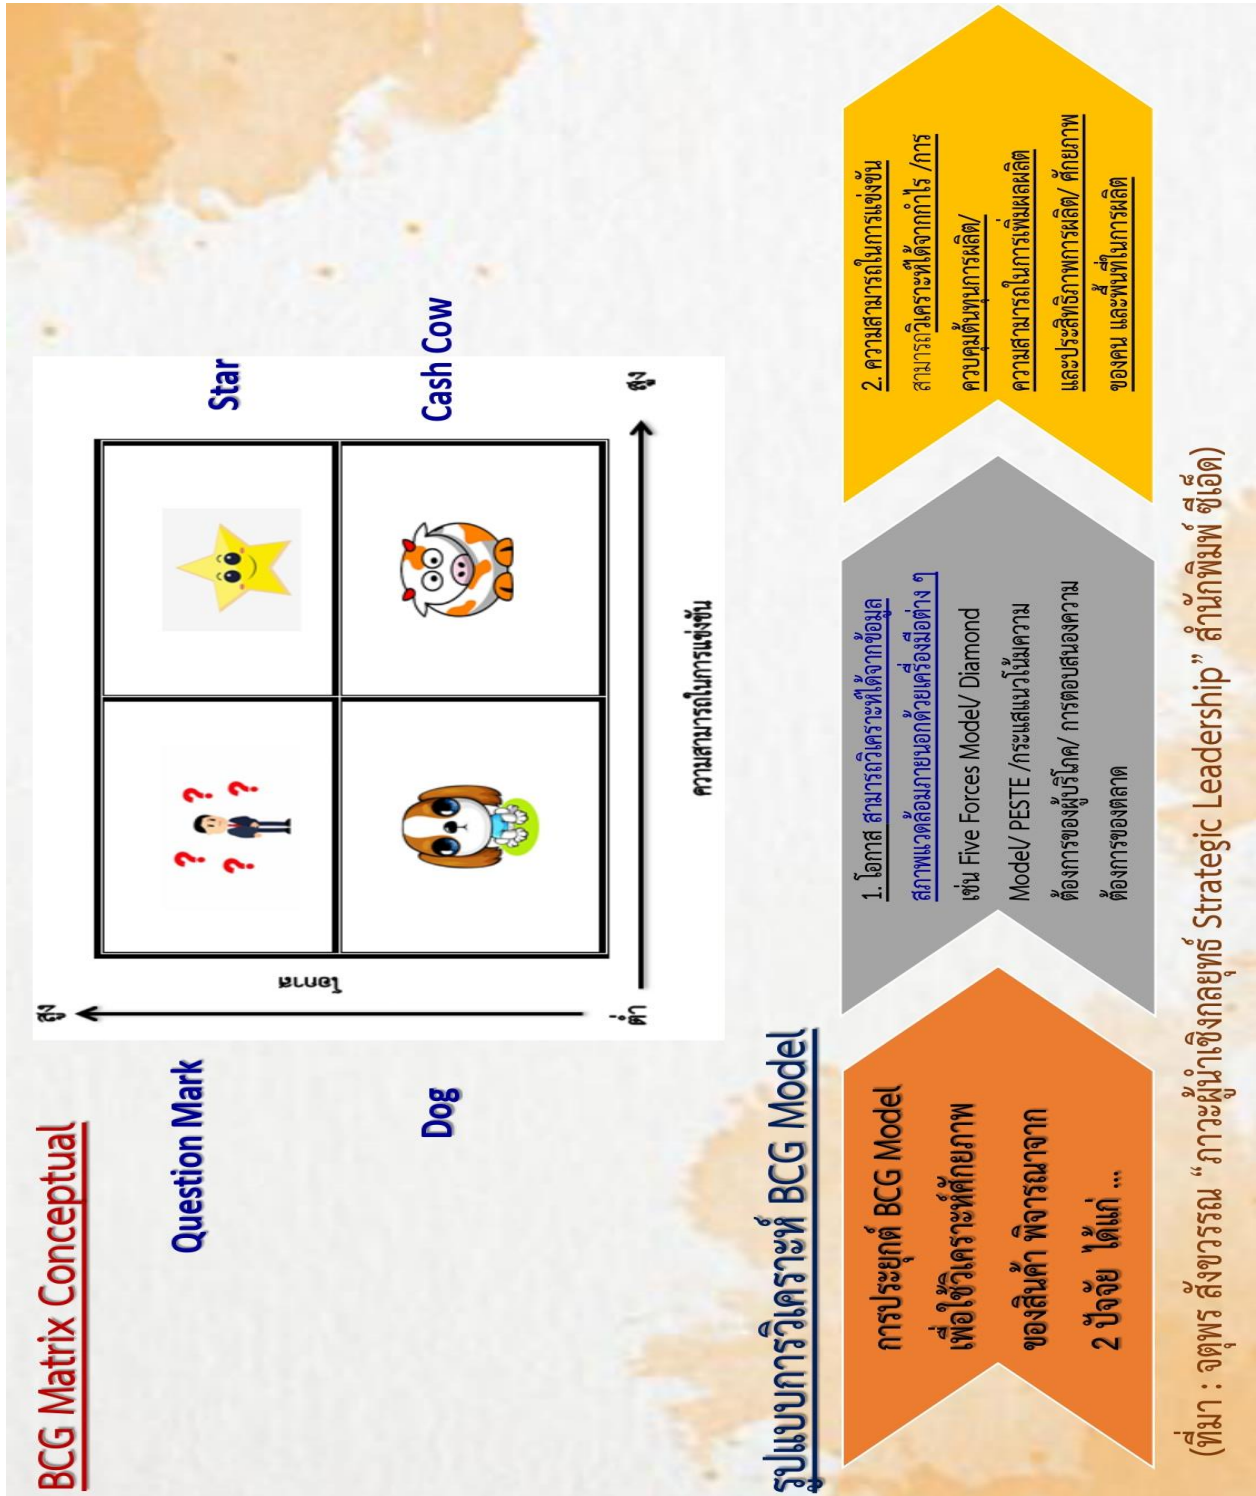 BCG Matrix Conceptual
Question Mark
Star
Dog
Cash Cow
สูง
โอกาส
ต่ำ
สูง
ความสามารถในการแข่งขัน
? ? ? ?
รูปแบบการวิเคราะห์ BCG Model
การประยุกต์ BCG Model
เพื่อใช้วิเคราะห์ศักยภาพ
ของสินค้า พิจารณาจาก
2 ปัจจัย ได้แก่ ...
1. โอกาส สามารถวิเคราะห์ได้จากข้อมูล
สภาพแวดล้อมภายนอกด้วยเครื่องมือต่าง ๆ
เช่น Five Forces Model/ Diamond
Model/ PESTE /กระแสแนวโน้มความ
ต้องการของผู้บริโภค/ การตอบสนองความ
ต้องการของตลาด
2. ความสามารถในการแข่งขัน
สามารถวิเคราะห์ได้จากกำไร /การ
ควบคุมต้นทุนการผลิต/
ความสามารถในการเพิ่มผลผลิต
และประสิทธิภาพการผลิต/ ศักยภาพ
ของคน และพื้นที่ในการผลิต
(ที่มา : จตุพร สังขวรรณ “ภาวะผู้นำเชิงกลยุทธ์ Strategic Leadership” สำนักพิมพ์ ซีเอ็ด)